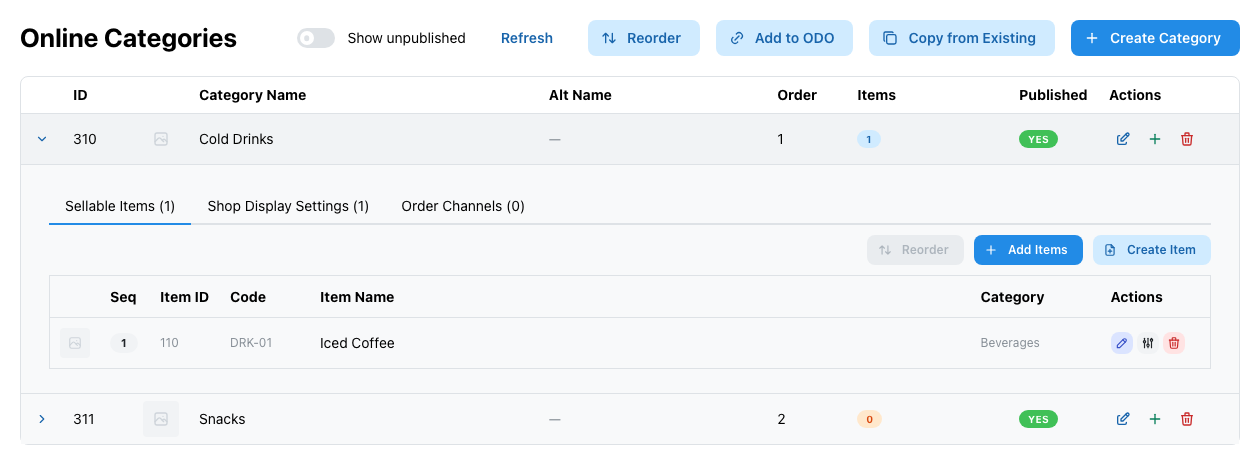 Online Categories Show unpublished Refresh Reorder Add to ODO Copy from Existing Create Category
ID Category Name Alt Name Order Items Published Actions
310 Cold Drinks — 1 1 YES
Sellable Items (1) Shop Display Settings (1) Order Channels (0)
Reorder Add Items Create Item
Seq Item ID Code Item Name Category Actions
1 110 DRK-01 Iced Coffee Beverages
311 Snacks — 2 0 YES